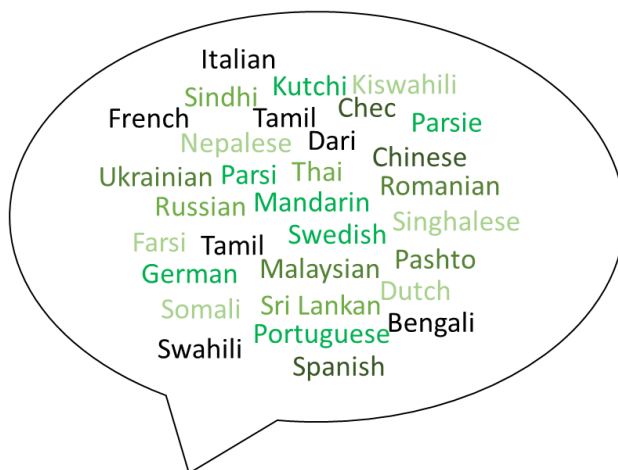 Italian
Kutchi Kiswahili
Sindhi
Chec
French Tamil Parsie
Nepalese Dari
Chinese
Ukrainian Parsi Thai
Romanian
Russian Mandarin
Singhalese
Farsi Tamil Swedish
German Malaysian Pashto
Dutch
Somali Sri Lankan
Portuguese Bengali
Swahili
Spanish